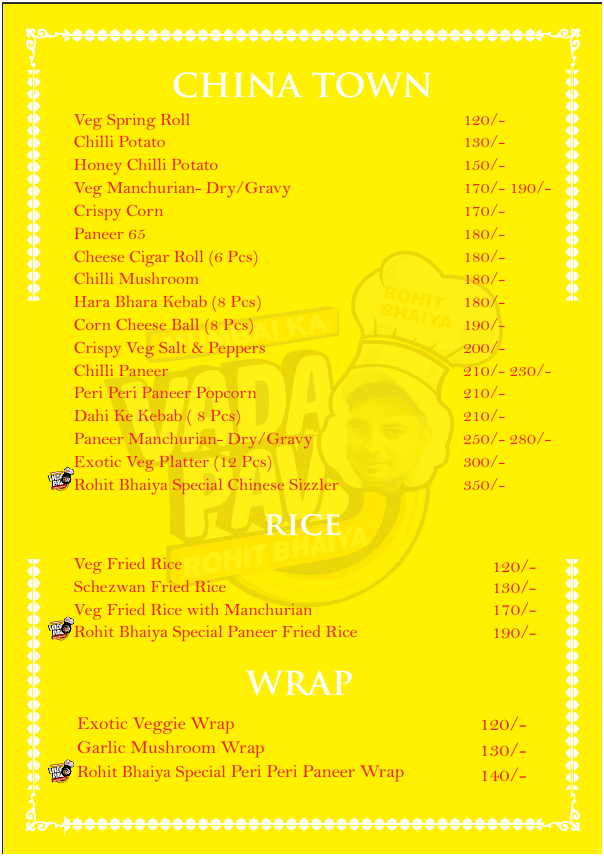 CHINA TOWN
Veg Spring Roll 120/-
Chilli Potato 130/-
Honey Chilli Potato 150/-
Veg Manchurian- Dry/Gravy 170/- 190/-
Crispy Corn 170/-
Paneer 65 180/-
Cheese Cigar Roll (6 Pcs) 180/-
Chilli Mushroom 180/-
Hara Bhara Kebab (8 Pcs) 180/-
Corn Cheese Ball (8 Pcs) 190/-
Crispy Veg Salt & Peppers 200/-
Chilli Paneer 210/- 230/-
Peri Peri Paneer Popcorn 210/-
Dahi Ke Kebab ( 8 Pcs) 210/-
Paneer Manchurian- Dry/Gravy 250/- 280/-
Exotic Veg Platter (12 Pcs) 300/-
Rohit Bhaiya Special Chinese Sizzler 350/-
ROHIT
BHAIYA
MUMBAI KA
VADA
PAV
ROHIT BHAIYA
RICE
Veg Fried Rice 120/-
Schezwan Fried Rice 130/-
Veg Fried Rice with Manchurian 170/-
Rohit Bhaiya Special Paneer Fried Rice 190/-
WRAP
Exotic Veggie Wrap 120/-
Garlic Mushroom Wrap 130/-
Rohit Bhaiya Special Peri Peri Paneer Wrap 140/-